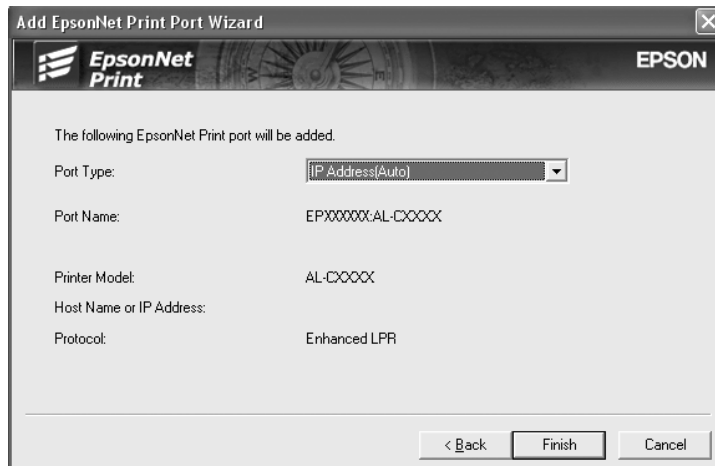 Add EpsonNet Print Port Wizard
EpsonNet
Print
EPSON
The following EpsonNet Print port will be added.
Port Type: IP Address(Auto)
Port Name: EPXXXXXX:AL-CXXXX
Printer Model: AL-CXXXX
Host Name or IP Address:
Protocol: Enhanced LPR
< Back Finish Cancel